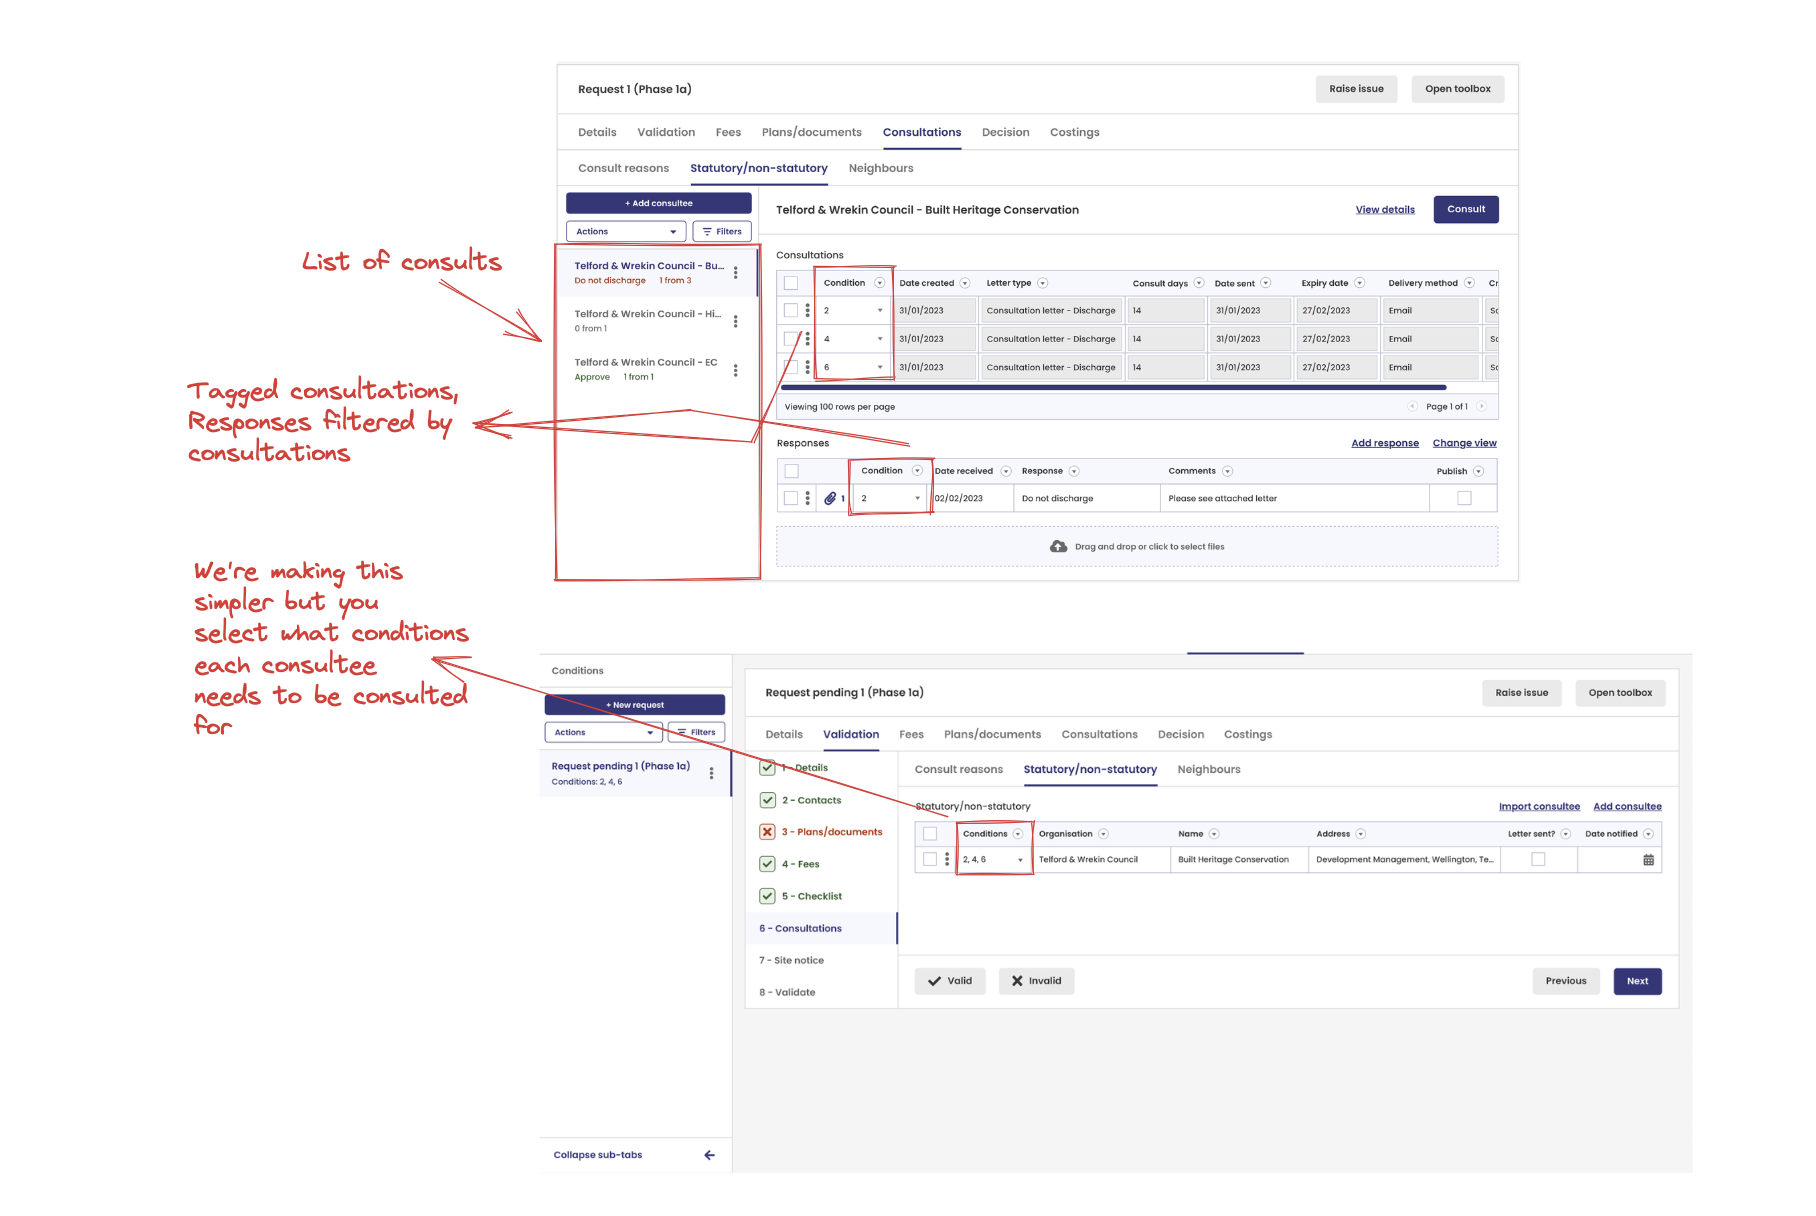 Request 1 (Phase 1a)
Raise issue
Open toolbox
Details Validation Fees Plans/documents Consultations Decision Costings
Consult reasons Statutory/non-statutory Neighbours
+ Add consultee
Actions Filters
Telford & Wrekin Council - Bu...
Do not discharge 1 from 3
Telford & Wrekin Council - Hi...
0 from 1
Telford & Wrekin Council - EC
Approve 1 from 1
Telford & Wrekin Council - Built Heritage Conservation
View details
Consult
Consultations
Condition Date created Letter type Consult days Date sent Expiry date Delivery method Cr
2 31/01/2023 Consultation letter - Discharge 14 31/01/2023 27/02/2023 Email Sc
4 31/01/2023 Consultation letter - Discharge 14 31/01/2023 27/02/2023 Email Sc
6 31/01/2023 Consultation letter - Discharge 14 31/01/2023 27/02/2023 Email Sc
Viewing 100 rows per page
Page 1 of 1
Responses
Add response Change view
Condition Date received Response Comments Publish
1 2 02/02/2023 Do not discharge Please see attached letter
Drag and drop or click to select files
List of consults
Tagged consultations,
Responses filtered by
consultations
We're making this
simpler but you
select what conditions
each consultee
needs to be consulted
for
Conditions
+ New request
Actions Filters
Request pending 1 (Phase 1a)
Conditions: 2, 4, 6
Collapse sub-tabs
Request pending 1 (Phase 1a)
Raise issue
Open toolbox
Details Validation Fees Plans/documents Consultations Decision Costings
1 - Details
2 - Contacts
3 - Plans/documents
4 - Fees
5 - Checklist
6 - Consultations
7 - Site notice
8 - Validate
Consult reasons Statutory/non-statutory Neighbours
Statutory/non-statutory
Import consultee Add consultee
Conditions Organisation Name Address Letter sent? Date notified
2, 4, 6 Telford & Wrekin Council Built Heritage Conservation Development Management, Wellington, Te...
Valid
Invalid
Previous
Next